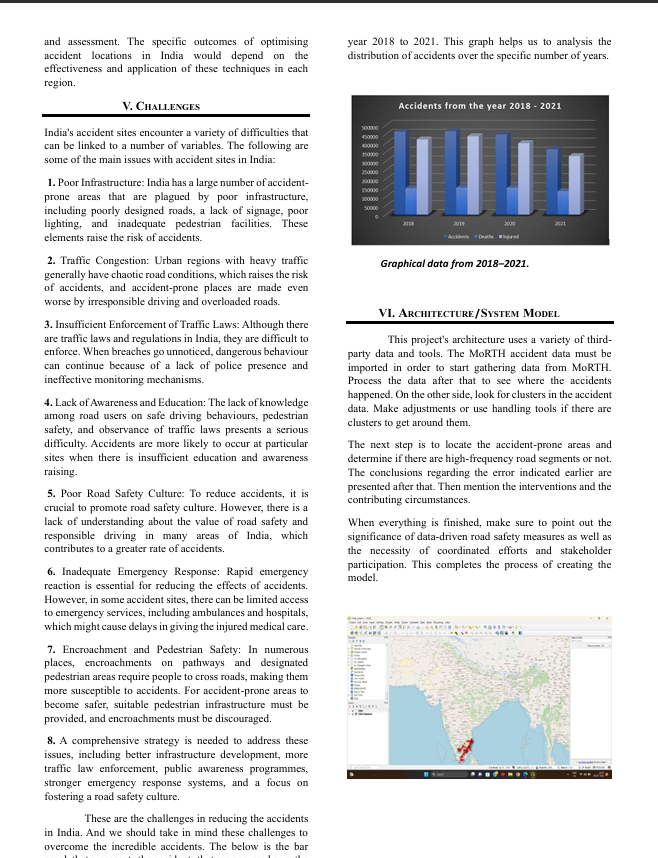 and assessment. The specific outcomes of optimising
accident locations in India would depend on the
effectiveness and application of these techniques in each
region.
V. CHALLENGES
India's accident sites encounter a variety of difficulties that
can be linked to a number of variables. The following are
some of the main issues with accident sites in India:
1. Poor Infrastructure: India has a large number of accident-
prone areas that are plagued by poor infrastructure,
including poorly designed roads, a lack of signage, poor
lighting, and inadequate pedestrian facilities. These
elements raise the risk of accidents.
2. Traffic Congestion: Urban regions with heavy traffic
generally have chaotic road conditions, which raises the risk
of accidents, and accident-prone places are made even
worse by irresponsible driving and overloaded roads.
3. Insufficient Enforcement of Traffic Laws: Although there
are traffic laws and regulations in India, they are difficult to
enforce. When breaches go unnoticed, dangerous behaviour
can continue because of a lack of police presence and
ineffective monitoring mechanisms.
4. Lack of Awareness and Education: The lack of knowledge
among road users on safe driving behaviours, pedestrian
safety, and observance of traffic laws presents a serious
difficulty. Accidents are more likely to occur at particular
sites when there is insufficient education and awareness
raising.
5. Poor Road Safety Culture: To reduce accidents, it is
crucial to promote road safety culture. However, there is a
lack of understanding about the value of road safety and
responsible driving in many areas of India, which
contributes to a greater rate of accidents.
6. Inadequate Emergency Response: Rapid emergency
reaction is essential for reducing the effects of accidents.
However, in some accident sites, there can be limited access
to emergency services, including ambulances and hospitals,
which might cause delays in giving the injured medical care.
7. Encroachment and Pedestrian Safety: In numerous
places, encroachments on pathways and designated
pedestrian areas require people to cross roads, making them
more susceptible to accidents. For accident-prone areas to
become safer, suitable pedestrian infrastructure must be
provided, and encroachments must be discouraged.
8. A comprehensive strategy is needed to address these
issues, including better infrastructure development, more
traffic law enforcement, public awareness programmes,
stronger emergency response systems, and a focus on
fostering a road safety culture.
These are the challenges in reducing the accidents
in India. And we should take in mind these challenges to
overcome the incredible accidents. The below is the bar
year 2018 to 2021. This graph helps us to analysis the
distribution of accidents over the specific number of years.
Accidents from the year 2018 - 2021
500000
450000
400000
350000
300000
250000
200000
150000
100000
50000
0
2018 2019 2020 2021
Accidents Deaths Injured
Graphical data from 2018–2021.
VI. ARCHITECTURE/SYSTEM MODEL
This project's architecture uses a variety of third-
party data and tools. The MoRTH accident data must be
imported in order to start gathering data from MoRTH.
Process the data after that to see where the accidents
happened. On the other side, look for clusters in the accident
data. Make adjustments or use handling tools if there are
clusters to get around them.
The next step is to locate the accident-prone areas and
determine if there are high-frequency road segments or not.
The conclusions regarding the error indicated earlier are
presented after that. Then mention the interventions and the
contributing circumstances.
When everything is finished, make sure to point out the
significance of data-driven road safety measures as well as
the necessity of coordinated efforts and stakeholder
participation. This completes the process of creating the
model.